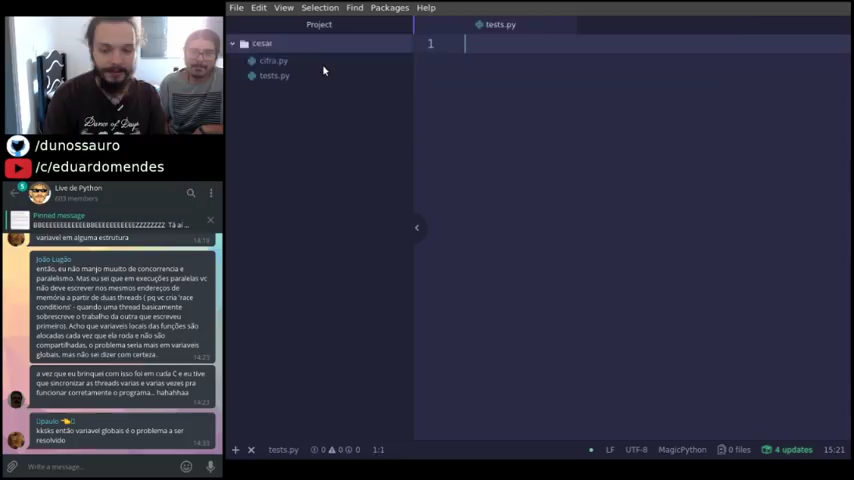 File Edit View Selection Find Packages Help
Project
tests.py
cesar
1
cifra.py
tests.py
Dance of Days
/dunossauro
/c/eduardomendes
5
Live de Python
603 members
Pinned message
variavel em alguma estrutura
14:19
João Lugão
então, eu não manjo muuito de concorrencia e
paralelismo. Mas eu sei que em execuções paralelas vc
não deve escrever nos mesmos endereços de
memória a partir de duas threads ( pq vc cria 'race
conditions' - quando uma thread basicamente
sobrescreve o trabalho da outra que escreveu
primeiro). Acho que variaveis locais das funções são
alocadas cada vez que ela roda e não são
compartilhadas, o problema seria mais em variaveis
globais, mas não sei dizer com certeza.
14:23
a vez que eu brinquei com isso foi em cuda C e eu tive
que sincronizar as threads varias e varias vezes pra
funcionar corretamente o programa... hahahhaa
14:23
paulo
kksks então variavel globais é o problema a ser
resolvido
14:33
Write a message...
tests.py 0 0 0 1:1
LF UTF-8 MagicPython 0 files 4 updates 15:21